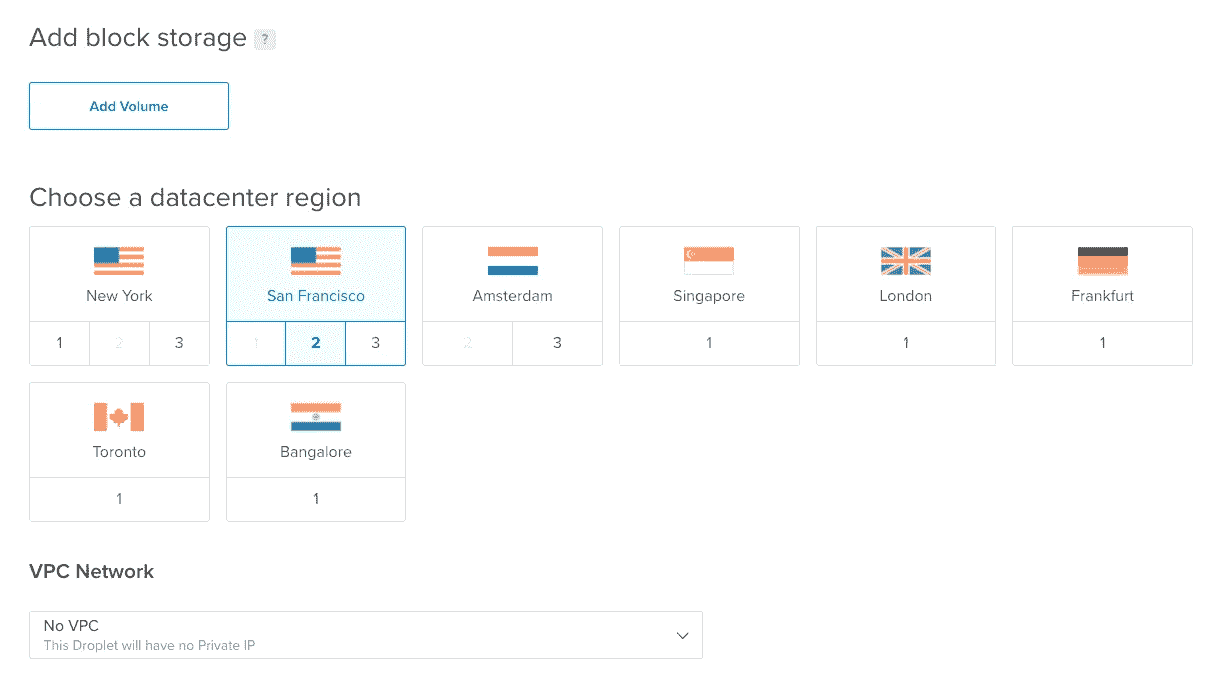 Add block storage ?
Add Volume
Choose a datacenter region
New York San Francisco Amsterdam Singapore London Frankfurt
1 2 3 1 2 3 2 3 1 1 1
Toronto Bangalore
1 1
VPC Network
No VPC
This Droplet will have no Private IP